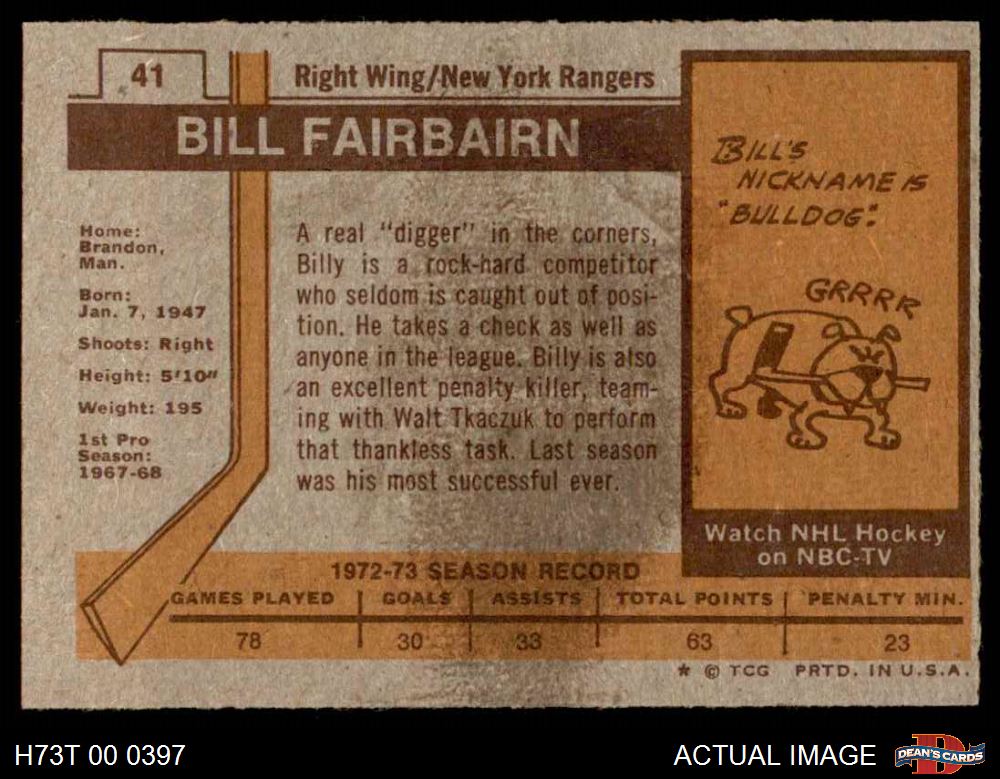 41
Right Wing/New York Rangers
BILL FAIRBAIRN
Home:
Brandon,
Man.
Born:
Jan. 7, 1947
Shoots: Right
Height: 5'10"
Weight: 195
1st Pro
Season:
1967-68
A real "digger" in the corners,
Billy is a rock-hard competitor
who seldom is caught out of posi-
tion. He takes a check as well as
anyone in the league. Billy is also
an excellent penalty killer, team-
ing with Walt Tkaczuk to perform
that thankless task. Last season
was his most successful ever.
BILL'S
NICKNAME IS
"BULLDOG".
GRRRR
Watch NHL Hockey
on NBC-TV
1972-73 SEASON RECORD
GAMES PLAYED GOALS ASSISTS TOTAL POINTS PENALTY MIN.
78 30 33 63 23
* © TCG PRTD. IN U.S.A.
H73T 00 0397
ACTUAL IMAGE
D
DEAN'S CARDS